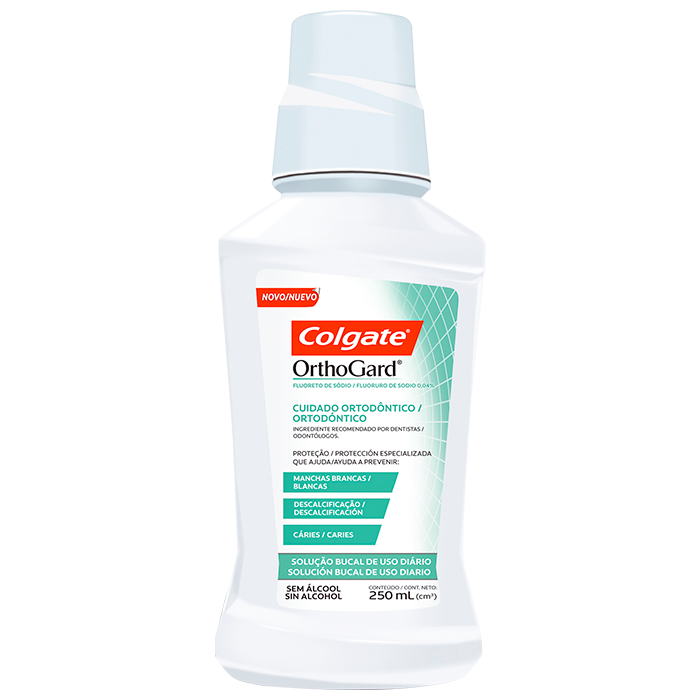 NOVO/NUEVO
Colgate®
OrthoGard®
FLUORETO DE SÓDIO / FLUORURO DE SODIO 0,04%
CUIDADO ORTODÔNTICO /
ORTODÓNTICO
INGREDIENTE RECOMENDADO POR DENTISTAS /
ODONTÓLOGOS.
PROTEÇÃO / PROTECCIÓN ESPECIALIZADA
QUE AJUDA/AYUDA A PREVENIR:
MANCHAS BRANCAS /
BLANCAS
DESCALCIFICAÇÃO /
DESCALCIFICACIÓN
CÁRIES / CARIES
SOLUÇÃO BUCAL DE USO DIÁRIO
SOLUCIÓN BUCAL DE USO DIARIO
SEM ÁLCOOL
SIN ALCOHOL
CONTEÚDO / CONT. NETO:
250 mL (cm³)